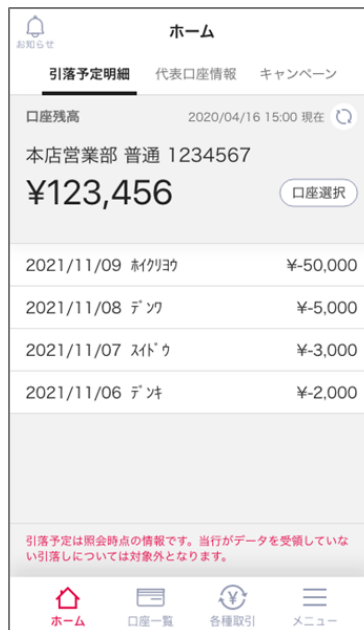 ホーム
お知らせ
引落予定明細 代表口座情報 キャンペーン
口座残高 2020/04/16 15:00 現在
本店営業部 普通 1234567
¥123,456 口座選択
2021/11/09 ﾎｲｸﾘﾖｳ ¥-50,000
2021/11/08 ﾃﾞﾝﾜ ¥-5,000
2021/11/07 ｽｲﾄﾞｳ ¥-3,000
2021/11/06 ﾃﾞﾝｷ ¥-2,000
引落予定は照会時点の情報です。当行がデータを受領していな
い引落しについては対象外となります。
ホーム 口座一覧 各種取引 メニュー